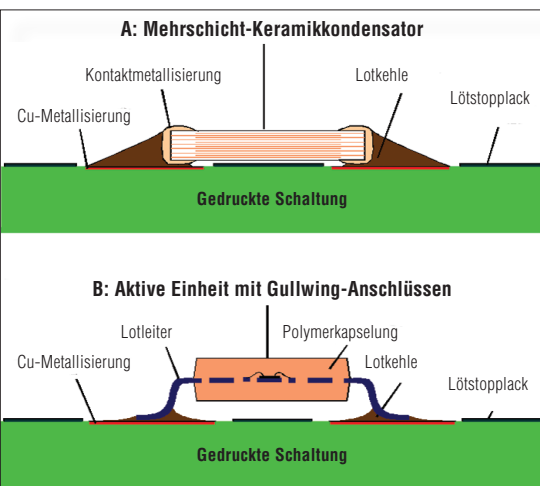 A: Mehrschicht-Keramikkondensator
Kontaktmetallisierung
Lotkehle
Lötstopplack
Cu-Metallisierung
Gedruckte Schaltung
B: Aktive Einheit mit Gullwing-Anschlüssen
Lotleiter
Polymerkapselung
Cu-Metallisierung
Lotkehle
Lötstopplack
Gedruckte Schaltung